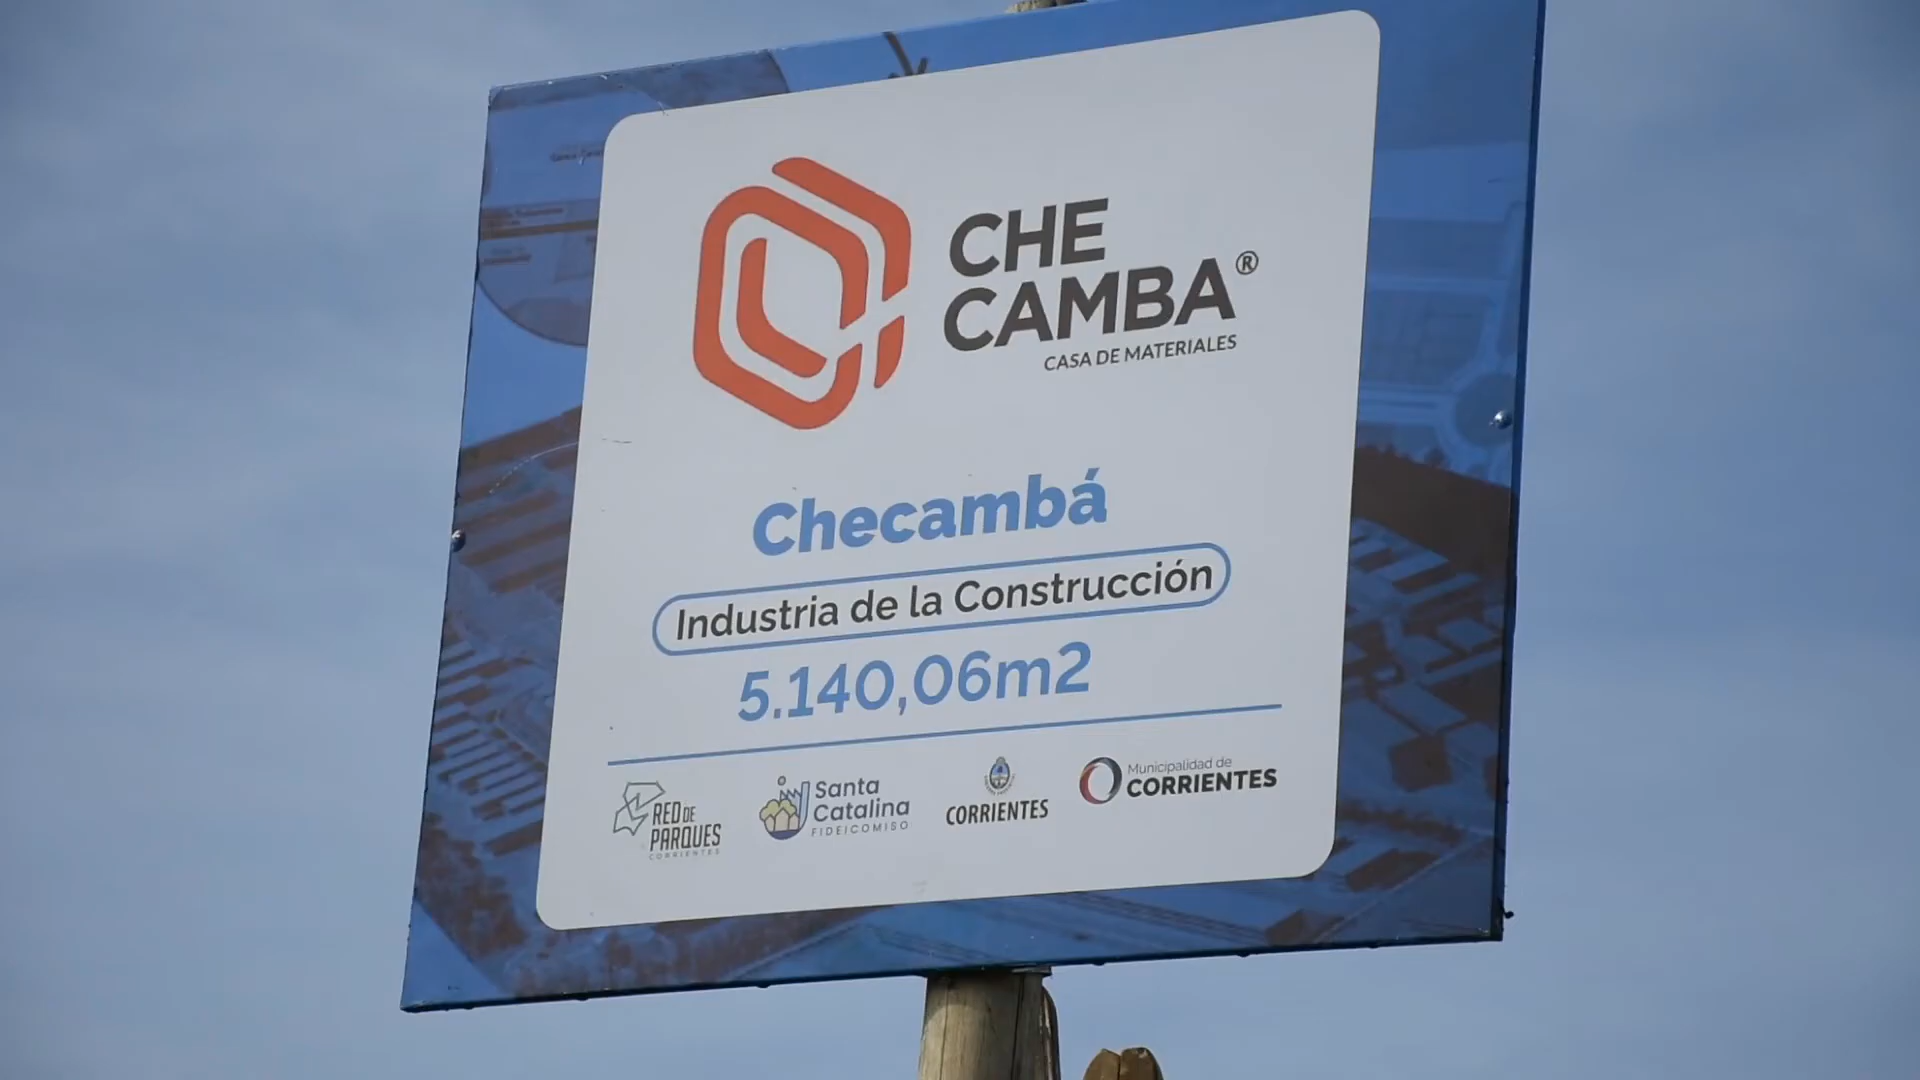 CHE
CAMBA®
CASA DE MATERIALES
Checambá
Industria de la Construcción
5.140,06m2
RED DE
PARQUES
CORRIENTES
Santa
Catalina
FIDEICOMISO
CORRIENTES
Municipalidad de
CORRIENTES